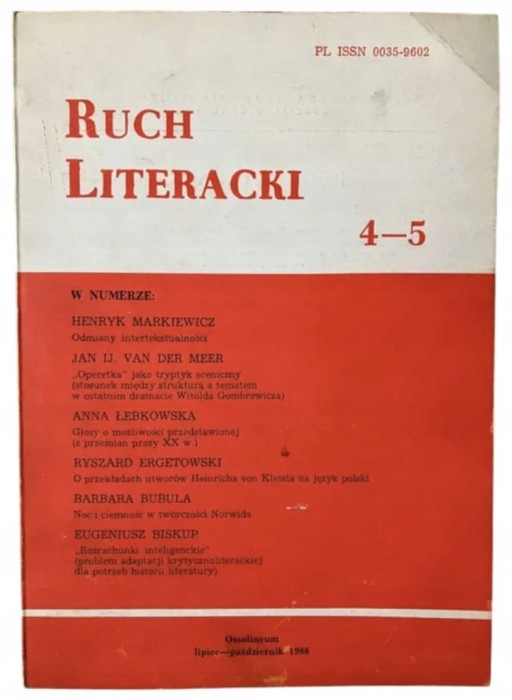 PL ISSN 0035-9602
RUCH
LITERACKI
4—5
W NUMERZE:
HENRYK MARKIEWICZ
Odmiany intertekstualności
JAN IJ. VAN DER MEER
„Operetka" jako tryptyk sceniczny
(stosunek między strukturą a tematem
w ostatnim dramacie Witolda Gombrowicza)
ANNA ŁEBKOWSKA
Głosy o możliwości przedstawionej
(z przemian prozy XX w.)
RYSZARD ERGETOWSKI
O przekładach utworów Heinricha von Kleista na język polski
BARBARA BUBULA
Noc i ciemność w twórczości Norwida
EUGENIUSZ BISKUP
„Rozrachunki inteligenckie"
(problem adaptacji krytycznoliterackiej
dla potrzeb historii literatury)
Ossolineum
lipiec—październik 1988